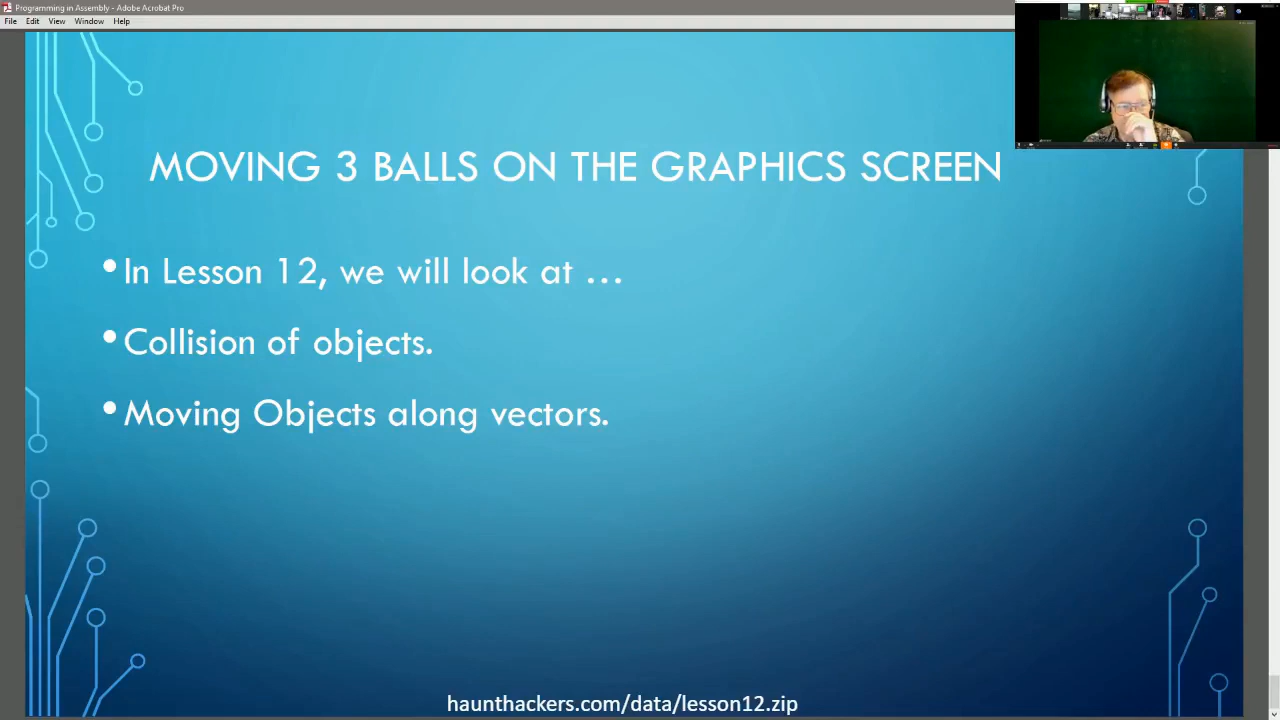 Programming in Assembly - Adobe Acrobat Pro
File Edit View Window Help
MOVING 3 BALLS ON THE GRAPHICS SCREEN
•In Lesson 12, we will look at …
•Collision of objects.
•Moving Objects along vectors.
haunthackers.com/data/lesson12.zip